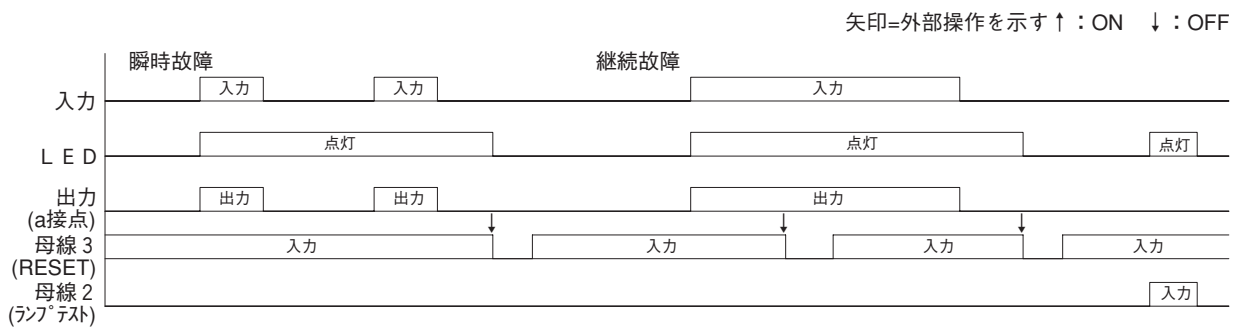 矢印=外部操作を示す↑：ON　↓：OFF
瞬時故障　継続故障
入力　入力　入力　入力
ＬＥＤ　点灯　点灯　点灯
出力　出力　出力　出力
(a接点)
母線３　入力　入力　入力　入力
(RESET)
母線２　入力
(ﾗﾝﾌﾟﾃｽﾄ)